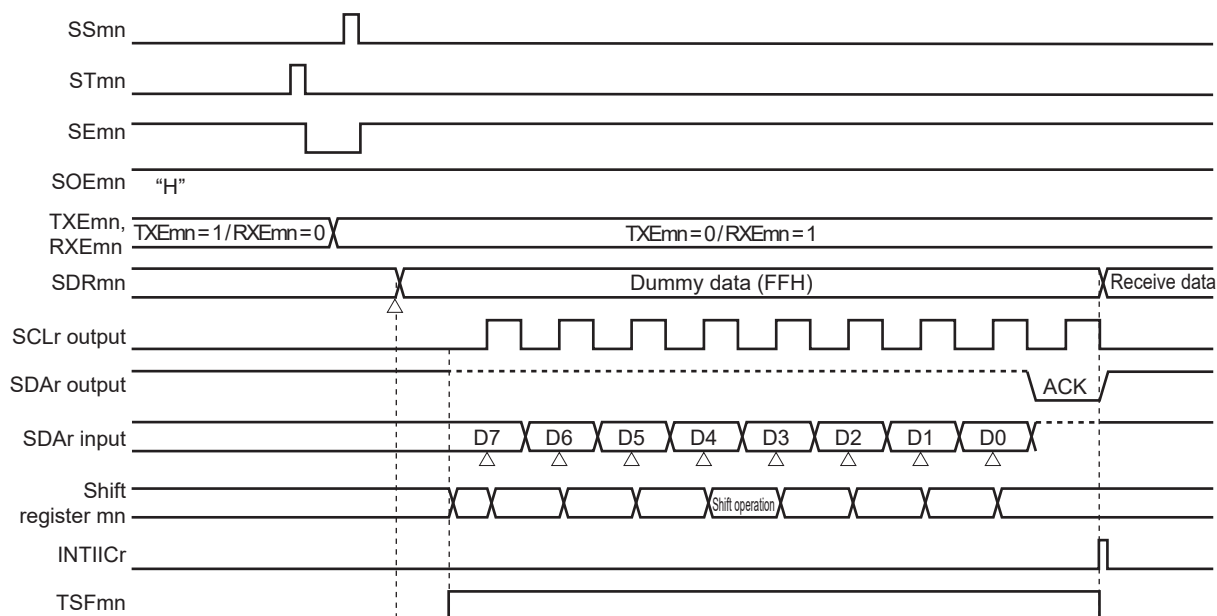 SSmn
STmn
SEmn
SOEmn “H”
TXEmn,
RXEmn
TXEmn=1/RXEmn=0 TXEmn=0/RXEmn=1
SDRmn Dummy data (FFH) Receive data
SCLr output
SDAr output ACK
SDAr input D7 D6 D5 D4 D3 D2 D1 D0
Shift
register mn
Shift operation
INTIICr
TSFmn